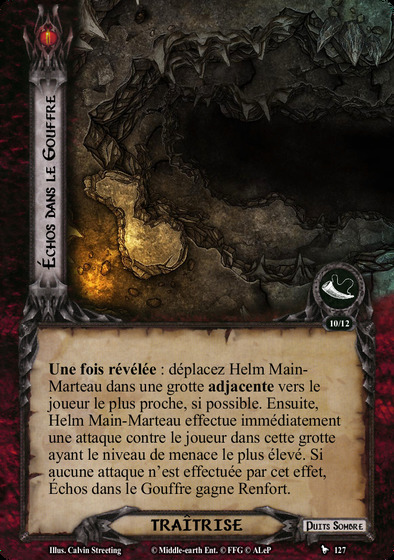 Échos dans le Gouffre
10/12
Une fois révélée : déplacez Helm Main-
Marteau dans une grotte adjacente vers le
joueur le plus proche, si possible. Ensuite,
Helm Main-Marteau effectue immédiatement
une attaque contre le joueur dans cette grotte
ayant le niveau de menace le plus élevé. Si
aucune attaque n'est effectuée par cet effet,
Échos dans le Gouffre gagne Renfort.
TRAÎTRISE
Puits Sombre
Illus. Calvin Streeting
© Middle-earth Ent. © FFG © ALeP
127